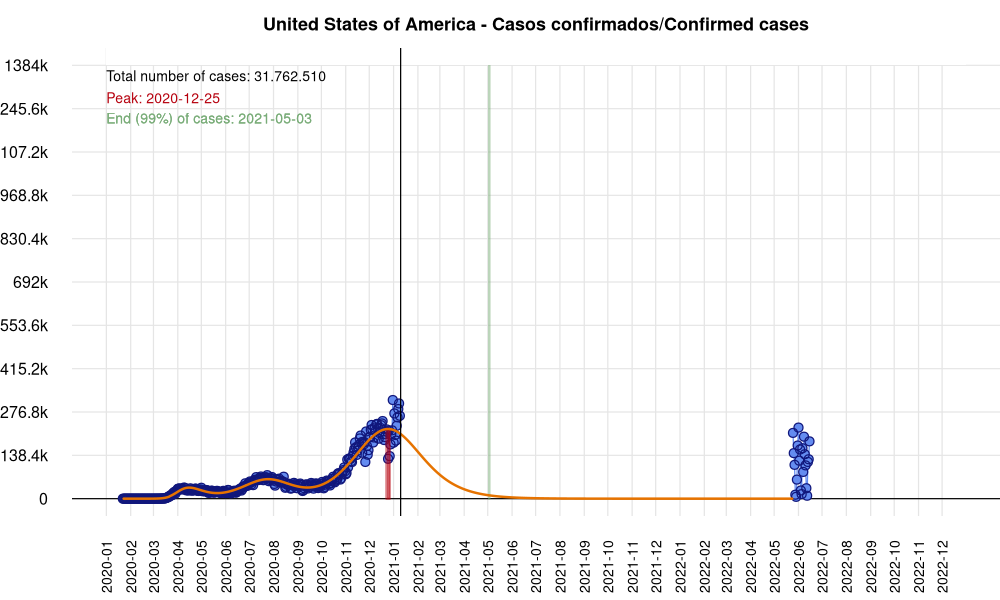 United States of America - Casos confirmados/Confirmed cases
Total number of cases: 31.762.510
Peak: 2020-12-25
End (99%) of cases: 2021-05-03
1384k
245.6k
107.2k
968.8k
830.4k
692k
553.6k
415.2k
276.8k
138.4k
0
2020-01
2020-02
2020-03
2020-04
2020-05
2020-06
2020-07
2020-08
2020-09
2020-10
2020-11
2020-12
2021-01
2021-02
2021-03
2021-04
2021-05
2021-06
2021-07
2021-08
2021-09
2021-10
2021-11
2021-12
2022-01
2022-02
2022-03
2022-04
2022-05
2022-06
2022-07
2022-08
2022-09
2022-10
2022-11
2022-12